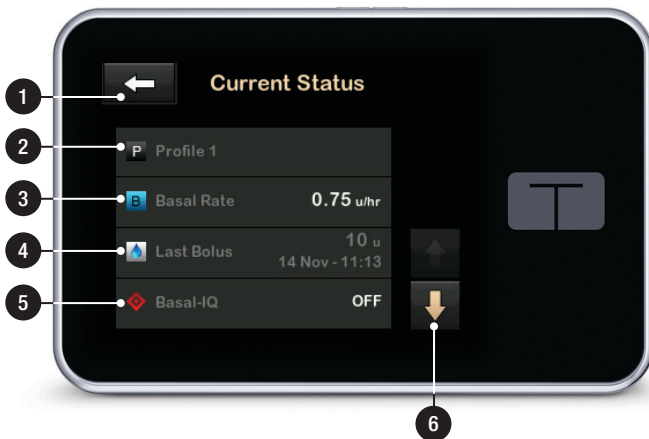 Current Status
1
2
P Profile 1
3
B Basal Rate 0.75 u/hr
4
Last Bolus 10 u
14 Nov - 11:13
5
Basal-IQ OFF
6